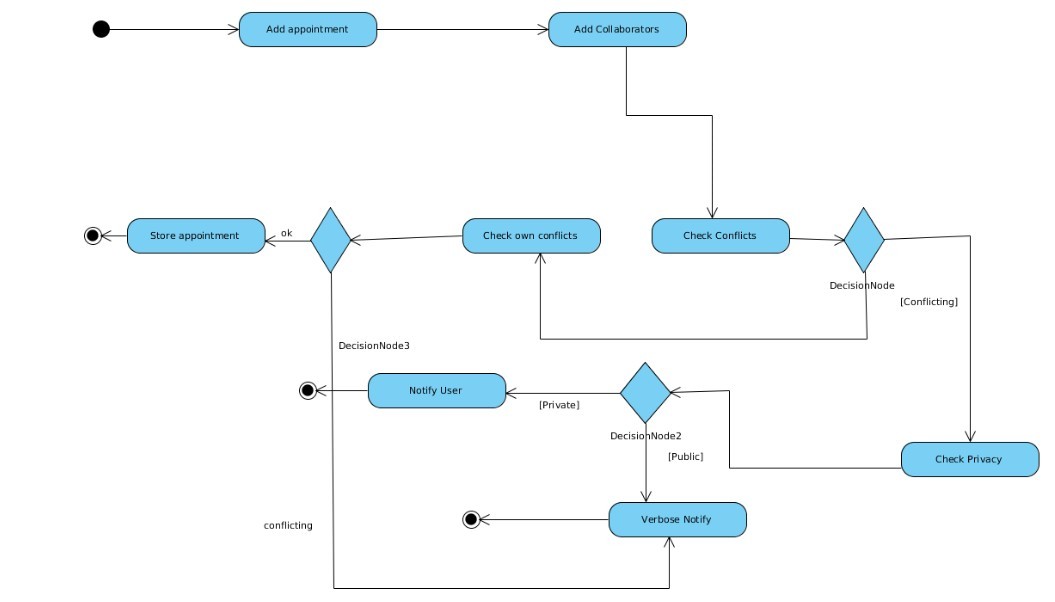 Add appointment
Add Collaborators
Store appointment
ok
Check own conflicts
Check Conflicts
DecisionNode
[Conflicting]
DecisionNode3
Notify User
[Private]
DecisionNode2
[Public]
Check Privacy
Verbose Notify
conflicting